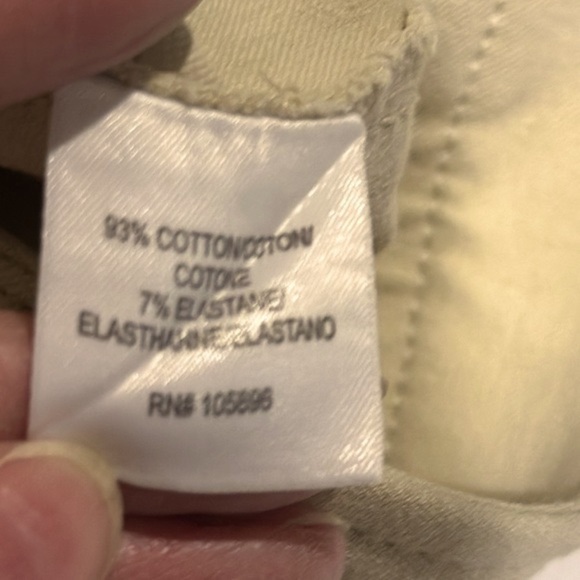 93% COTTON/COTON/
COTONE
7% ELASTANE/
ELASTHANNE/ELASTANO
RN# 105896